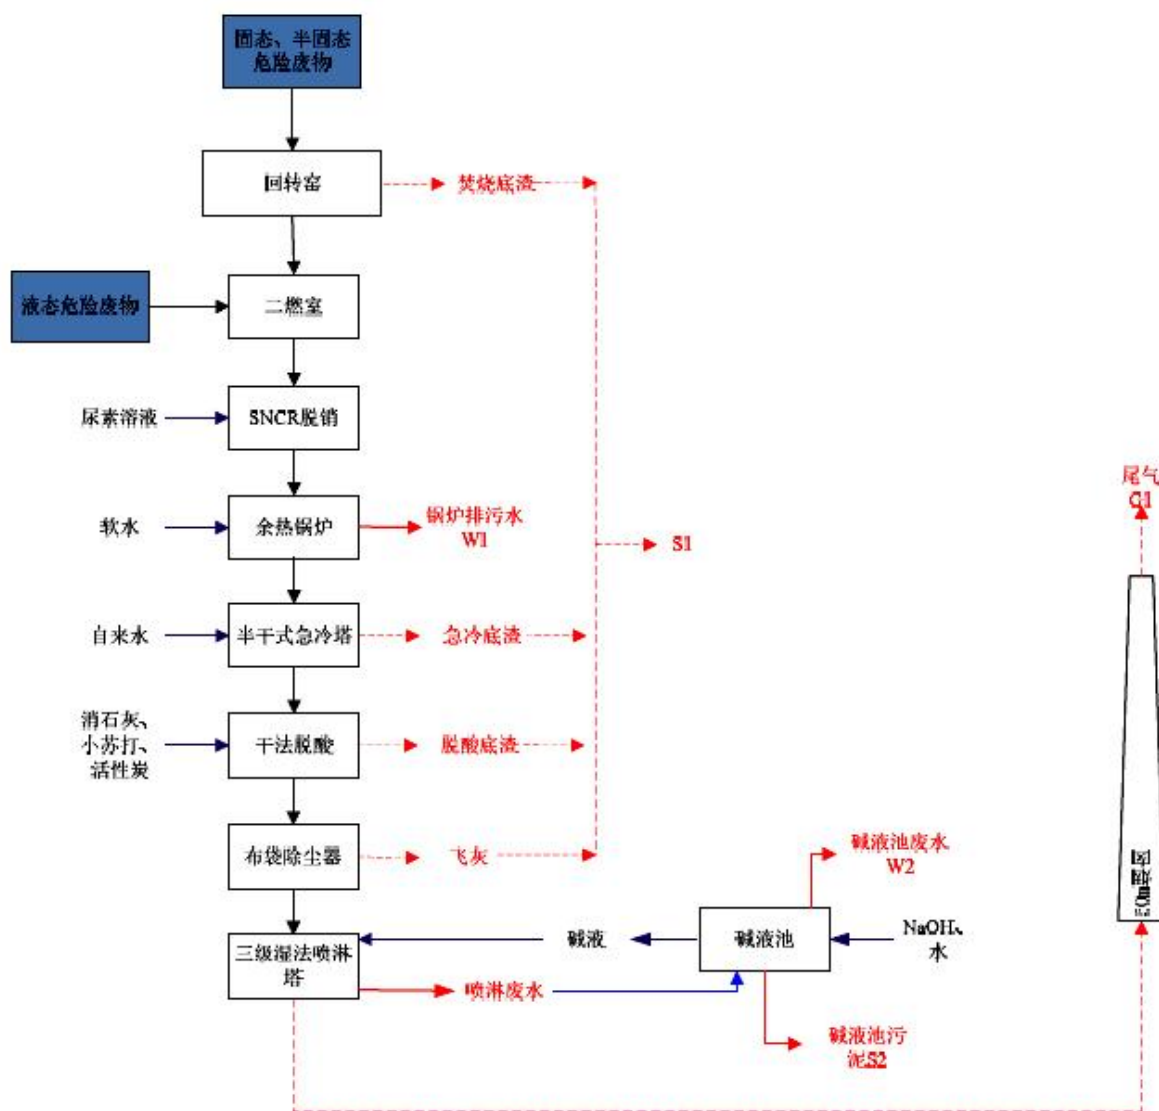 固态、半固态
危险废物
回转窑
焚烧底渣
液态危险废物
二燃室
尿素溶液
SNCR脱销
软水
余热锅炉
锅炉排污水
W1
S1
尾气
G1
自来水
半干式急冷塔
急冷底渣
消石灰、
小苏打、
活性炭
干法脱酸
脱酸底渣
布袋除尘器
飞灰
碱液池废水
W2
50m烟囱
三级湿法喷淋
塔
碱液
碱液池
NaOH、
水
喷淋废水
碱液池污
泥S2